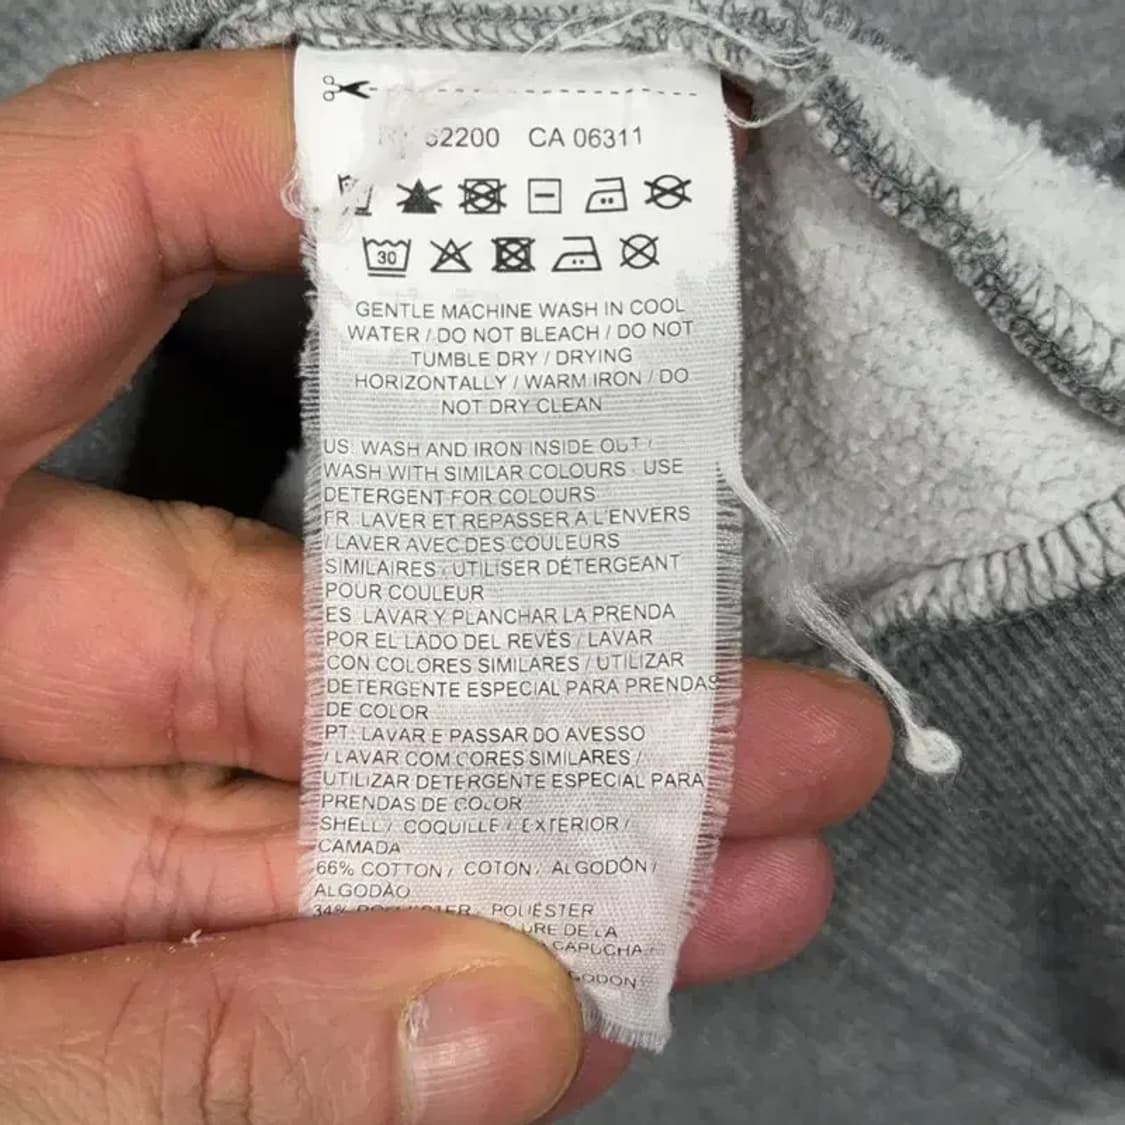 CA 06311
30
GENTLE MACHINE WASH IN COOL
WATER / DO NOT BLEACH / DO NOT
TUMBLE DRY / DRYING
HORIZONTALLY / WARM IRON / DO
NOT DRY CLEAN
US: WASH AND IRON INSIDE OUT /
WASH WITH SIMILAR COLOURS / USE
DETERGENT FOR COLOURS
FR: LAVER ET REPASSER A L'ENVERS
/ LAVER AVEC DES COULEURS
SIMILAIRES / UTILISER DÉTERGEANT
POUR COULEUR
ES: LAVAR Y PLANCHAR LA PRENDA
POR EL LADO DEL REVÉS / LAVAR
CON COLORES SIMILARES / UTILIZAR
DETERGENTE ESPECIAL PARA PRENDAS
DE COLOR
PT: LAVAR E PASSAR DO AVESSO
/ LAVAR COM CORES SIMILARES /
UTILIZAR DETERGENTE ESPECIAL PARA
PRENDAS DE COLOR
SHELL / COQUILLE / EXTERIOR /
CAMADA
66% COTTON / COTON / ALGODÓN /
ALGODÃO
34% POLIÉSTER
DE LA
CAPUCHA